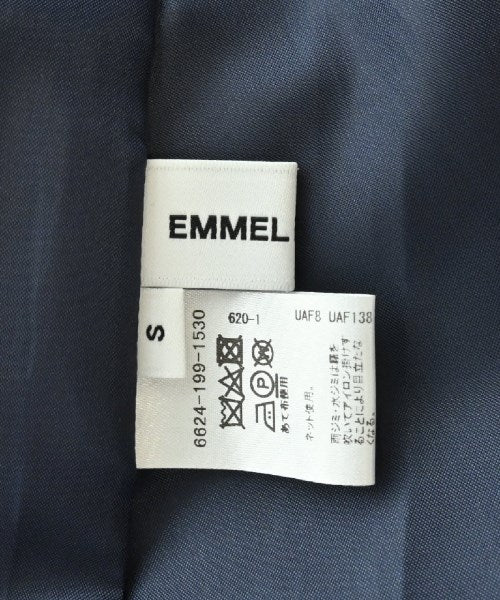 EMMEL
S
6624-199-1530
620-1
UAF8 UAF138
あて布使用
ネット使用。
雨ジミ・水ジミは霧を
吹いてアイロン掛けす
ることにより目立たな
くなる。